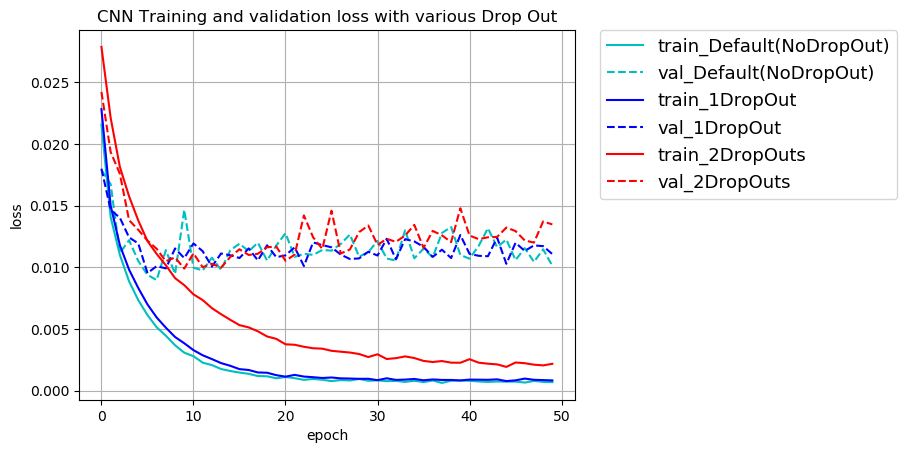 CNN Training and validation loss with various Drop Out
train_Default(NoDropOut)
val_Default(NoDropOut)
train_1DropOut
val_1DropOut
train_2DropOuts
val_2DropOuts
loss
0.025
0.020
0.015
0.010
0.005
0.000
0 10 20 30 40 50
epoch